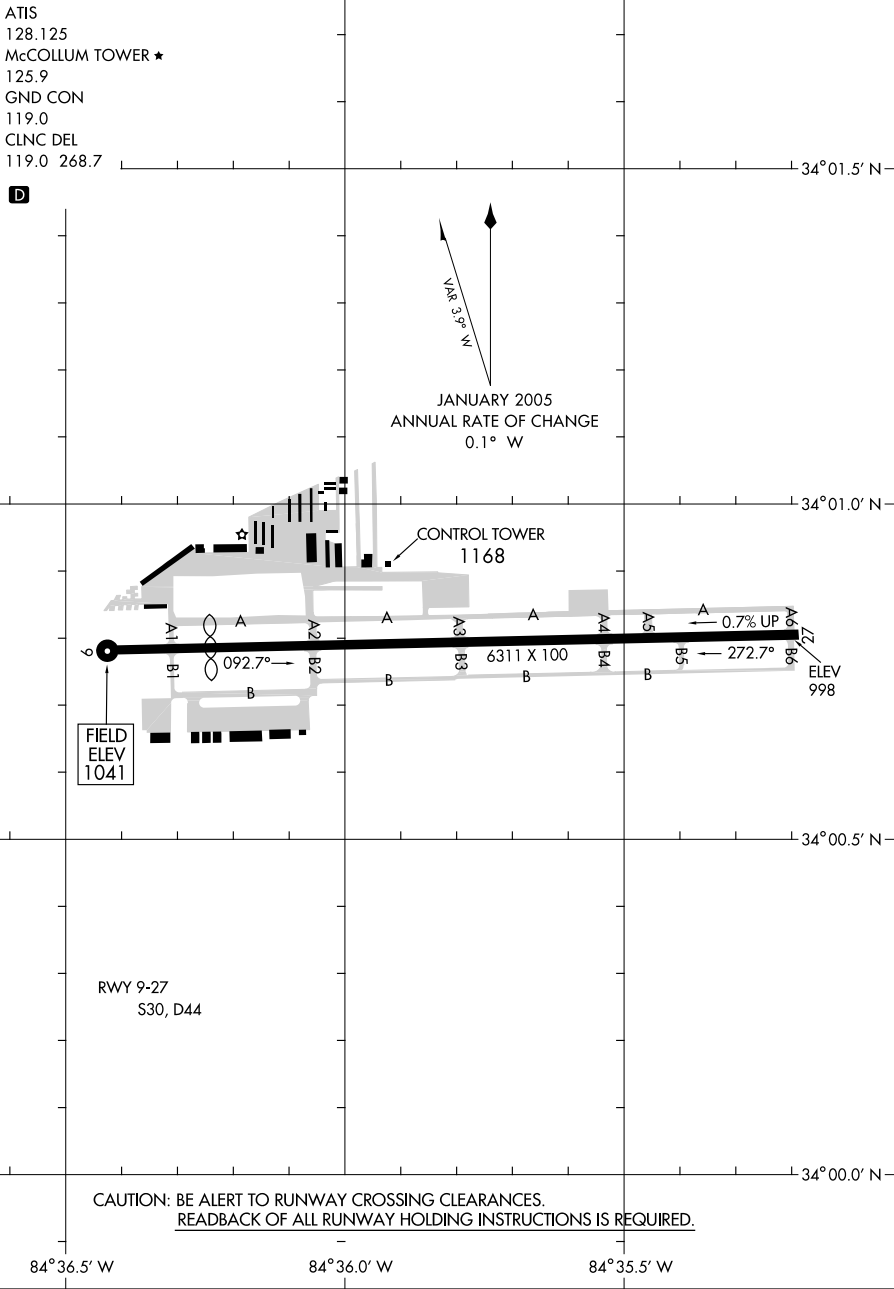 ATIS
128.125
McCOLLUM TOWER ★
125.9
GND CON
119.0
CLNC DEL
119.0 268.7
D
34°01.5' N
VAR 3.9° W
JANUARY 2005
ANNUAL RATE OF CHANGE
0.1° W
34°01.0' N
CONTROL TOWER
1168
A
A
A
A
A1
A2
A3
A4
A5
A6
0.7% UP
9
27
092.7°
6311 X 100
272.7°
B1
B2
B3
B4
B5
B6
B
B
B
B
ELEV
998
FIELD
ELEV
1041
34°00.5' N
RWY 9-27
S30, D44
34°00.0' N
CAUTION: BE ALERT TO RUNWAY CROSSING CLEARANCES.
READBACK OF ALL RUNWAY HOLDING INSTRUCTIONS IS REQUIRED.
84°36.5' W
84°36.0' W
84°35.5' W